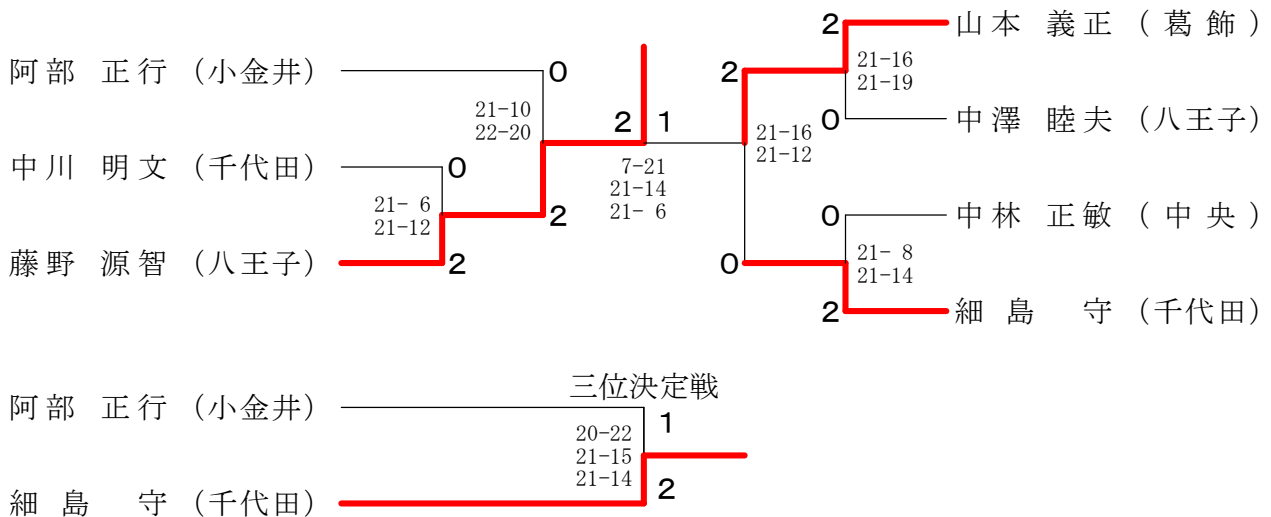 阿部 正行 (小金井)
0
21-10
22-20
中川 明文 (千代田)
0
21- 6
21-12
2
藤野 源智 (八王子)
2
2 1
7-21
21-14
21- 6
2
山本 義正 ( 葛飾 )
21-16
21-19
0
中澤 睦夫 (八王子)
2
21-16
21-12
0
0
中林 正敏 ( 中央 )
21- 8
21-14
2
細島 守 (千代田)
三位決定戦
阿部 正行 (小金井)
1
20-22
21-15
21-14
2
細島 守 (千代田)